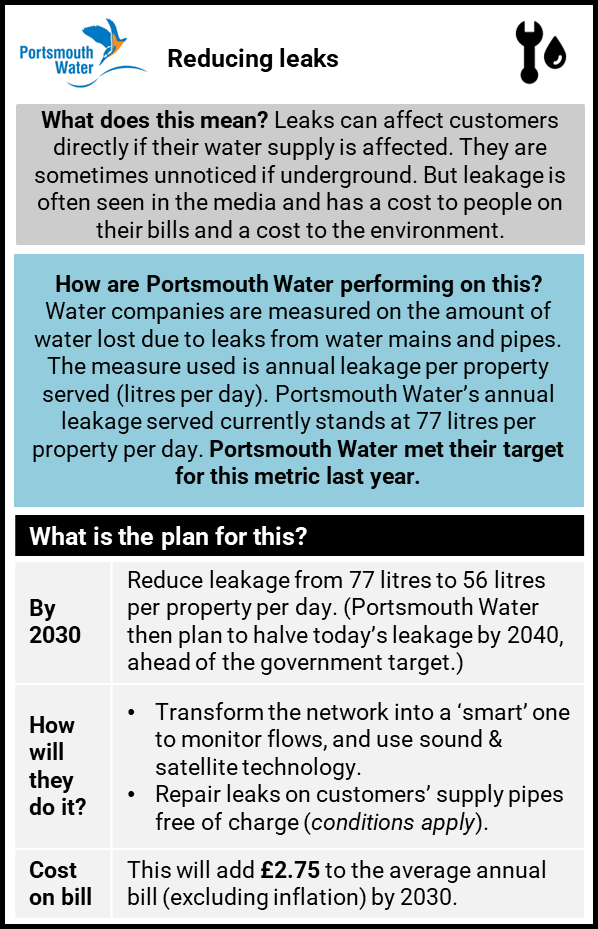 Portsmouth
Water
Reducing leaks
What does this mean? Leaks can affect customers
directly if their water supply is affected. They are
sometimes unnoticed if underground. But leakage is
often seen in the media and has a cost to people on
their bills and a cost to the environment.
How are Portsmouth Water performing on this?
Water companies are measured on the amount of
water lost due to leaks from water mains and pipes.
The measure used is annual leakage per property
served (litres per day). Portsmouth Water’s annual
leakage served currently stands at 77 litres per
property per day. Portsmouth Water met their target
for this metric last year.
What is the plan for this?
By
2030
Reduce leakage from 77 litres to 56 litres
per property per day. (Portsmouth Water
then plan to halve today’s leakage by 2040,
ahead of the government target.)
How
will
they
do it?
• Transform the network into a ‘smart’ one
to monitor flows, and use sound &
satellite technology.
• Repair leaks on customers’ supply pipes
free of charge (conditions apply).
Cost
on bill
This will add £2.75 to the average annual
bill (excluding inflation) by 2030.